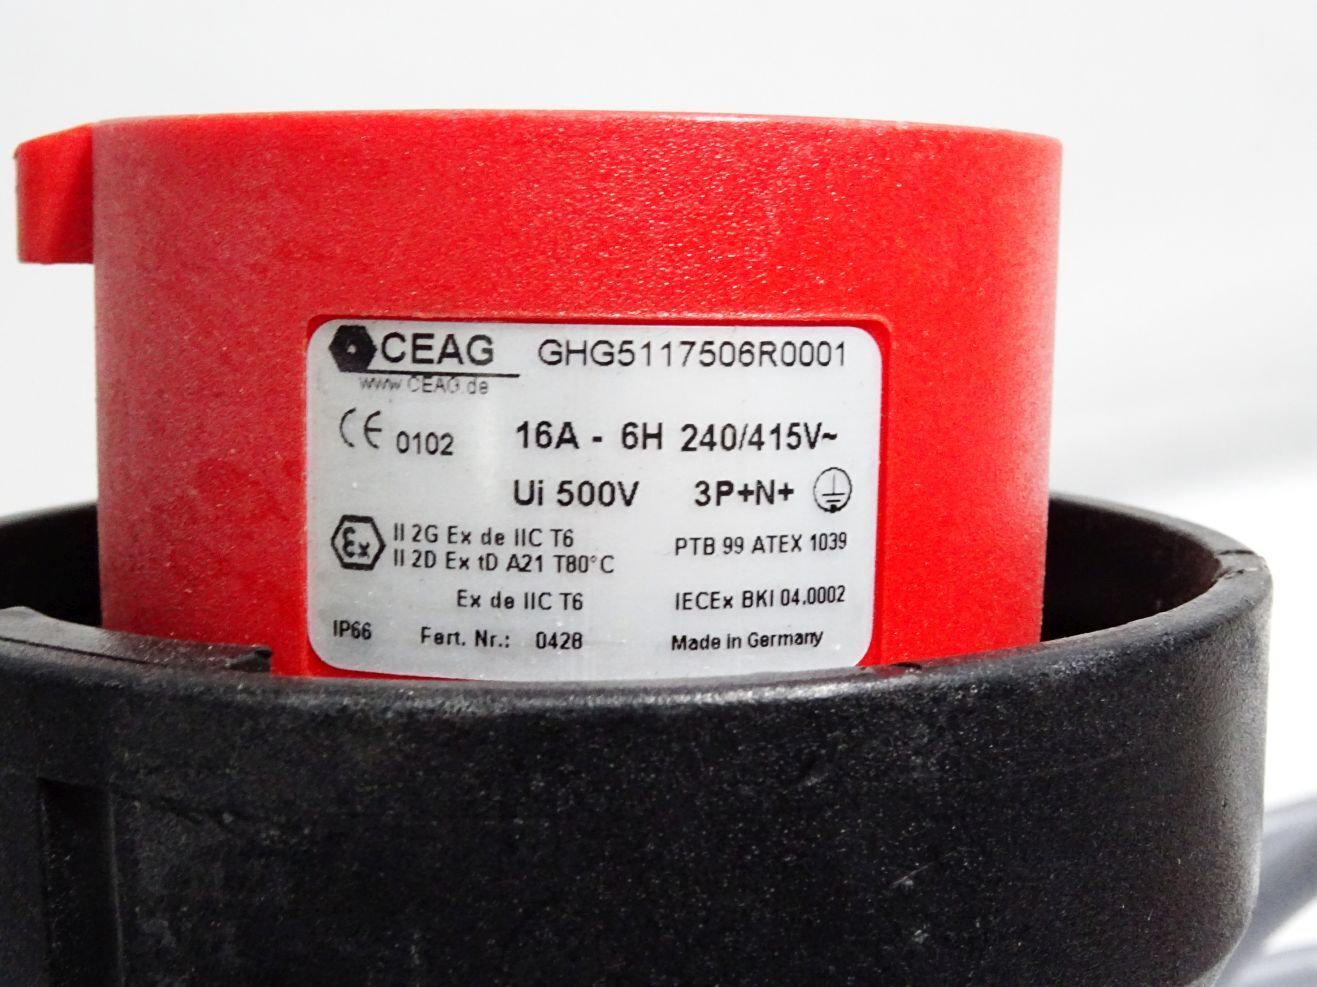 CEAG GHG5117506R0001
www.CEAG.de
CE 0102 16A - 6H 240/415V~
Ui 500V 3P+N+
Ex II 2G Ex de IIC T6 PTB 99 ATEX 1039
II 2D Ex tD A21 T80°C
Ex de IIC T6 IECEx BKI 04.0002
IP66 Fert. Nr.: 0428 Made in Germany